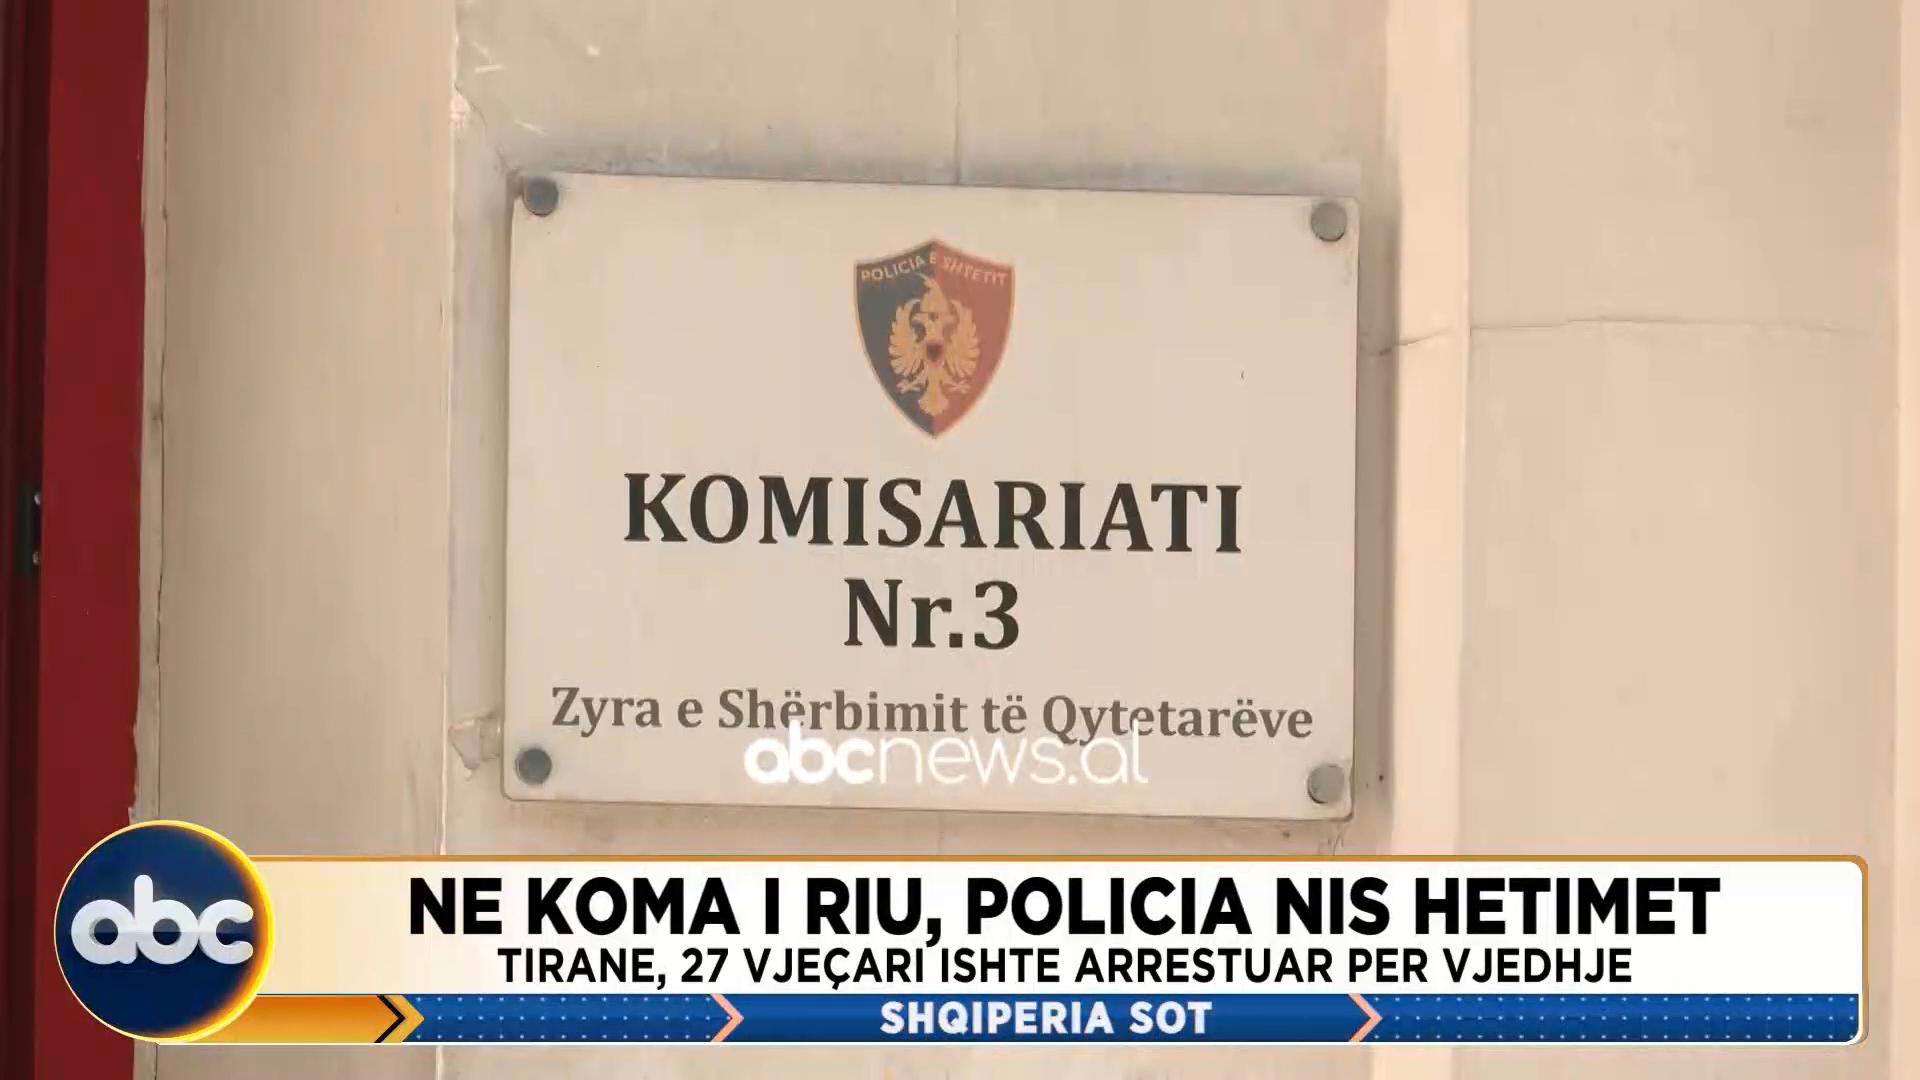 POLICIA E SHTETIT
KOMISARIATI
Nr.3
Zyra e Shërbimit të Qytetarëve
abcnews.al
abc
NE KOMA I RIU, POLICIA NIS HETIMET
TIRANE, 27 VJEÇARI ISHTE ARRESTUAR PER VJEDHJE
SHQIPERIA SOT